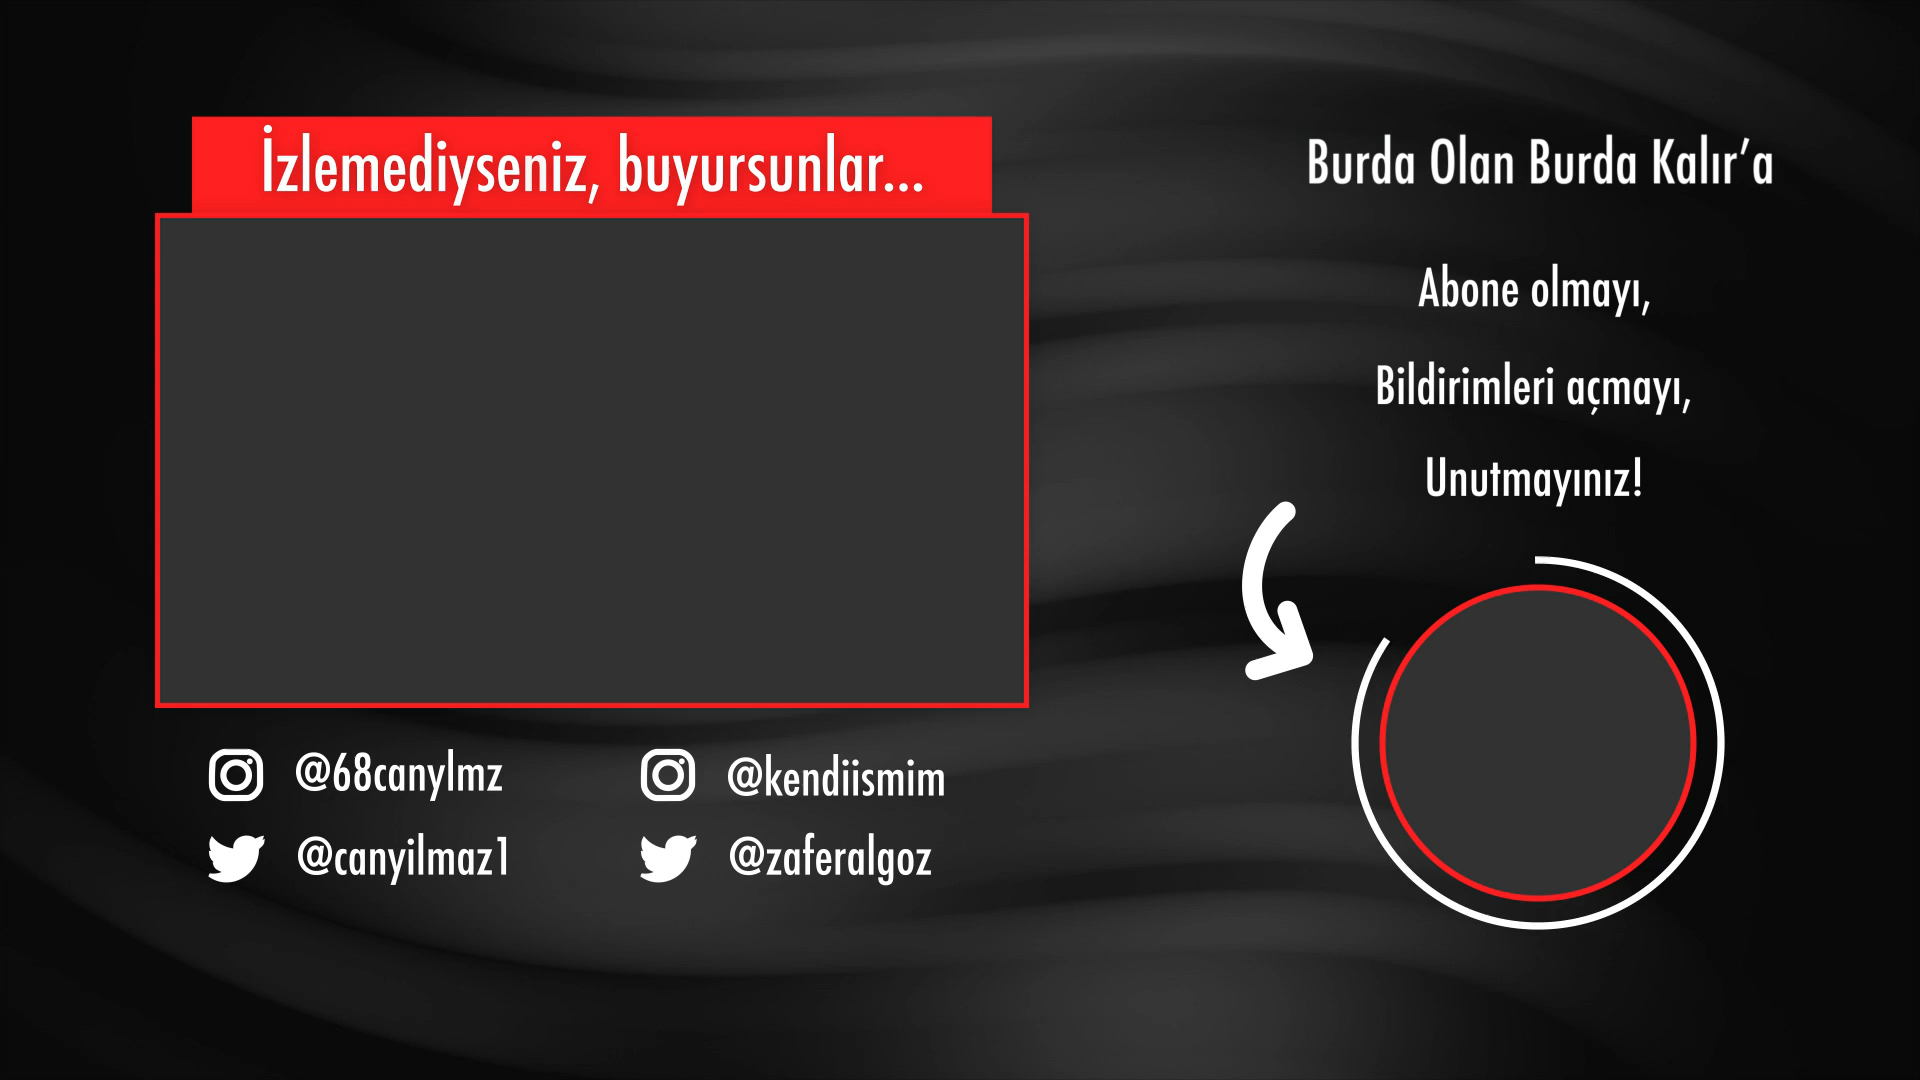 İzlemediyseniz, buyursunlar...
@68canylmz
@kendiismim
@canyilmaz1
@zaferalgoz
Burda Olan Burda Kalır’a
Abone olmayı,
Bildirimleri açmayı,
Unutmayınız!